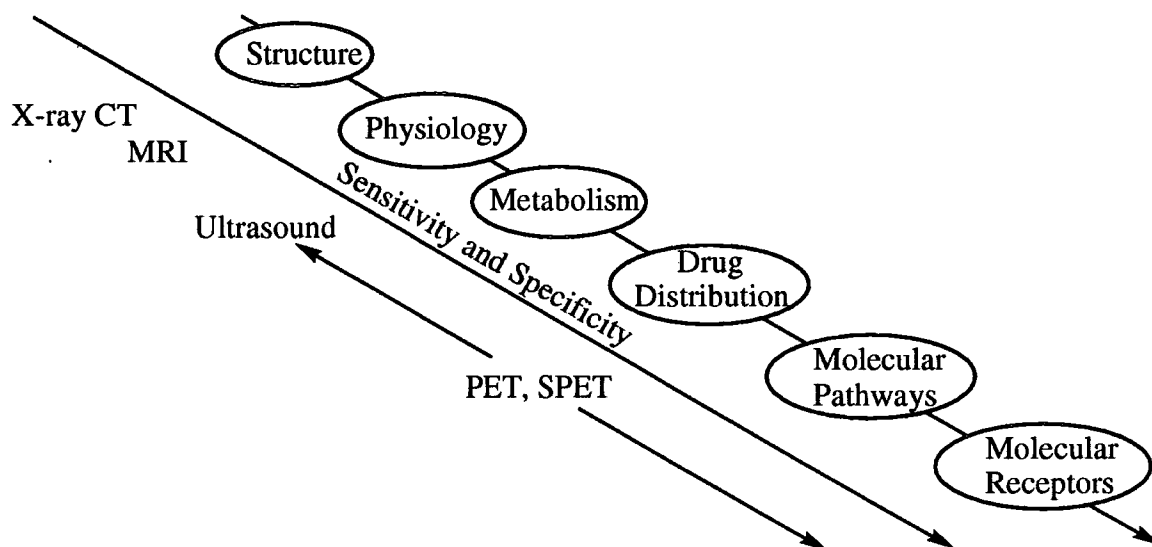 Structure
X-ray CT
Physiology
MRI
Metabolism
Sensitivity and Specificity
Ultrasound
Drug
Distribution
PET, SPET
Molecular
Pathways
Molecular
Receptors